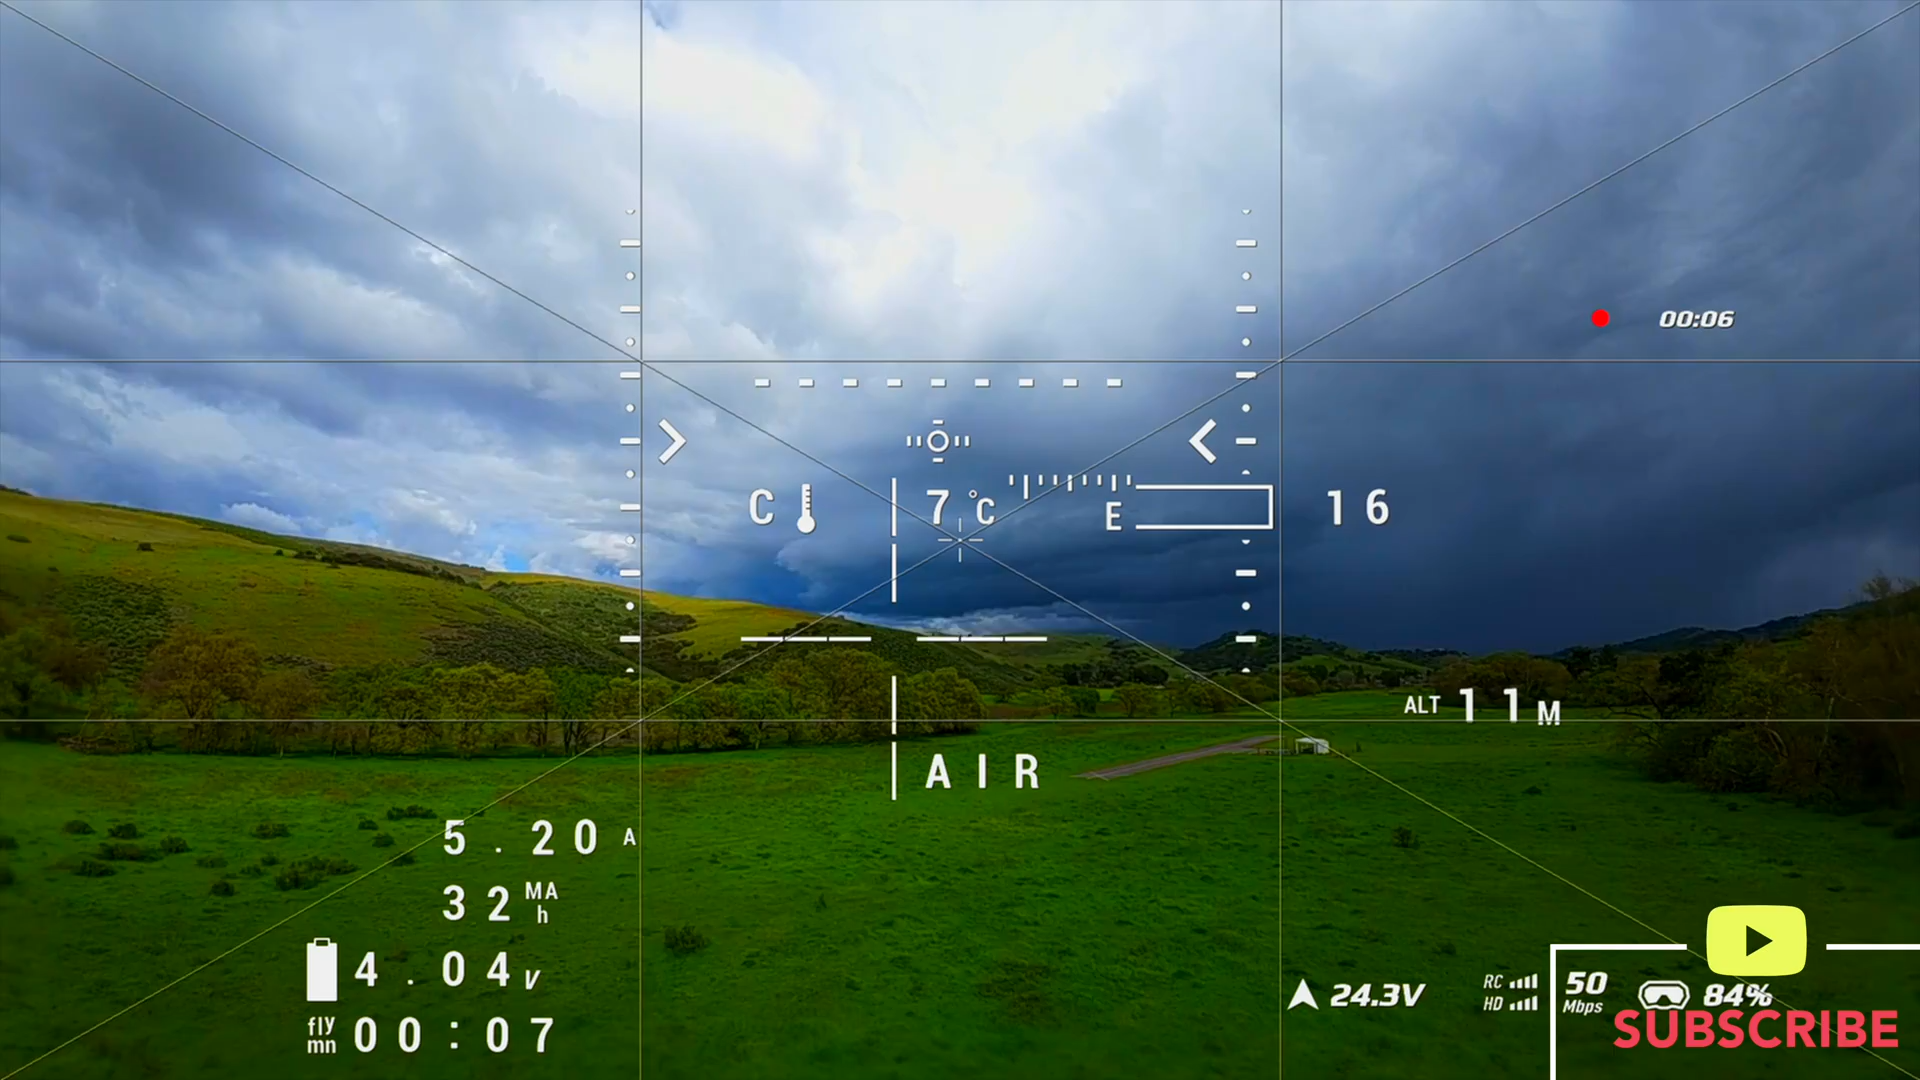 00:06
C 7 °C E 16
ALT 11 M
AIR
5.20 A
32 MAh
4.04 V
fly mn 00:07
24.3V RC HD 50 Mbps 84%
SUBSCRIBE